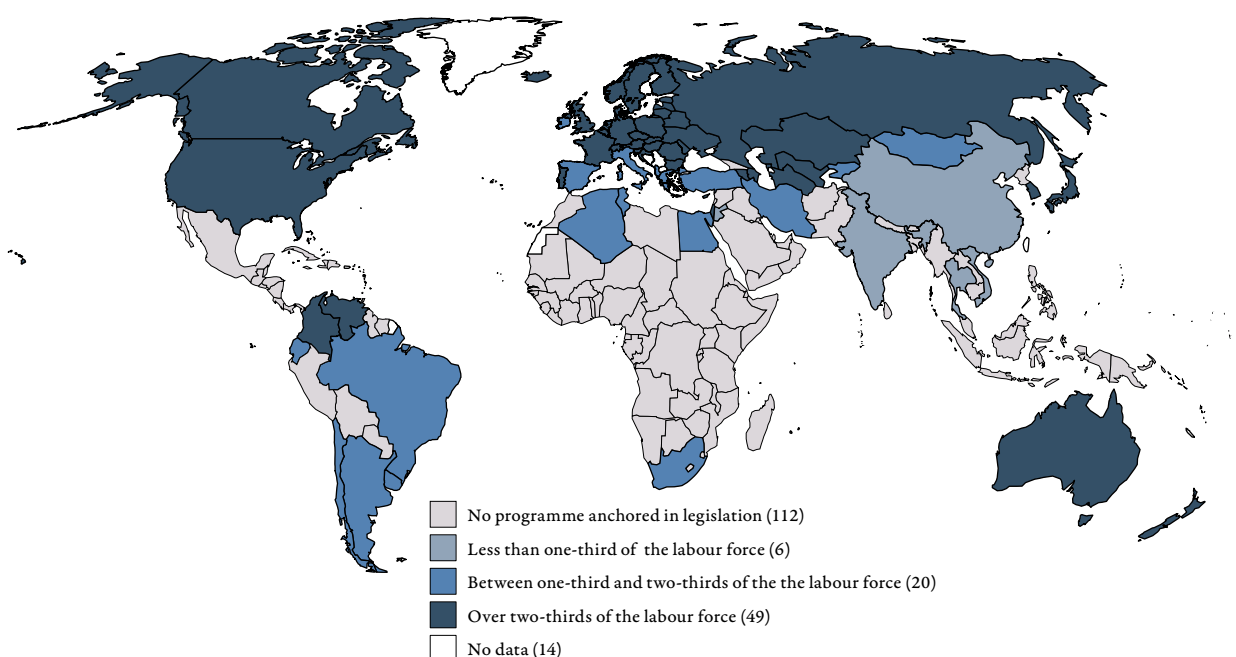 No programme anchored in legislation (112)
Less than one-third of the labour force (6)
Between one-third and two-thirds of the the labour force (20)
Over two-thirds of the labour force (49)
No data (14)